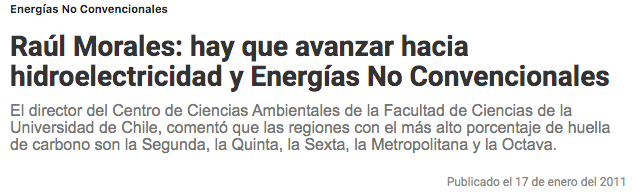 Energías No Convencionales
Raúl Morales: hay que avanzar hacia
hidroelectricidad y Energías No Convencionales
El director del Centro de Ciencias Ambientales de la Facultad de Ciencias de la
Universidad de Chile, comentó que las regiones con el más alto porcentaje de huella
de carbono son la Segunda, la Quinta, la Sexta, la Metropolitana y la Octava.
Publicado el 17 de enero del 2011